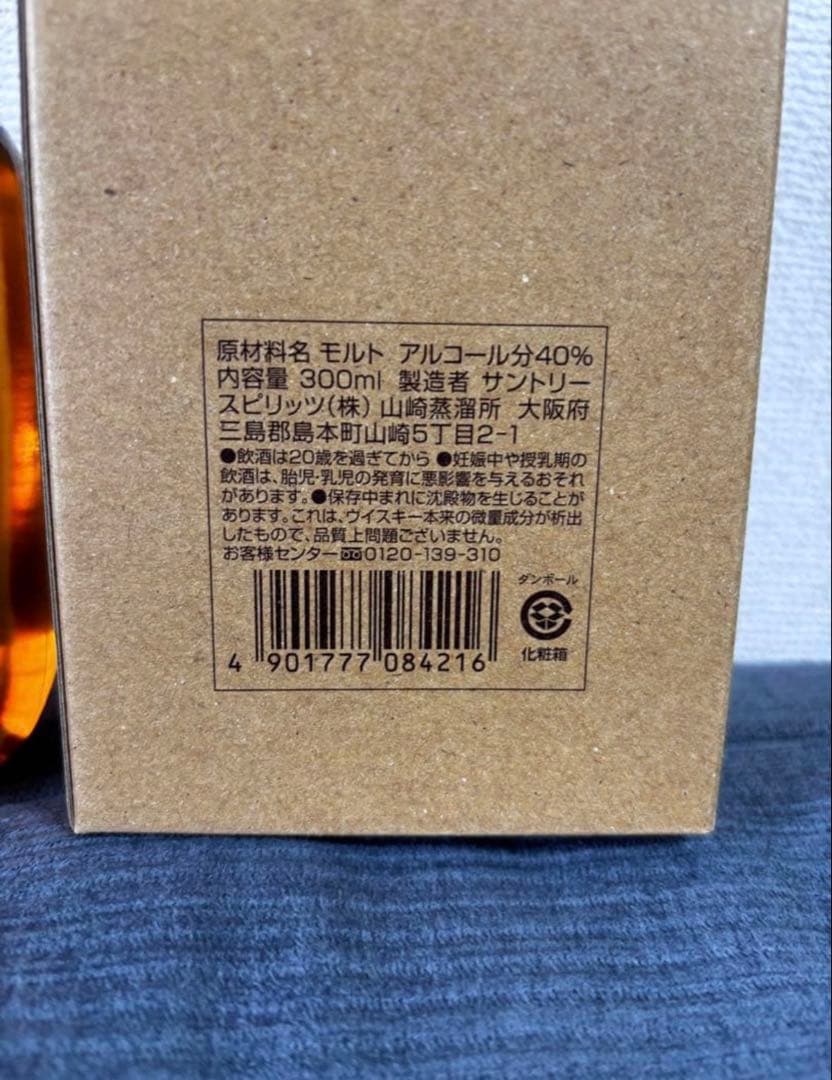 原材料名 モルト アルコール分40%
内容量 300ml 製造者 サントリー
スピリッツ(株) 山崎蒸溜所 大阪府
三島郡島本町山崎5丁目2-1
●飲酒は20歳を過ぎてから ●妊娠中や授乳期の
飲酒は、胎児・乳児の発育に悪影響を与えるおそれ
があります。●保存中まれに沈殿物を生じることが
あります。これは、ウイスキー本来の微量成分が析出
したもので、品質上問題ございません。
お客様センター 0120-139-310
ダンボール
化粧箱
4 901777 084216